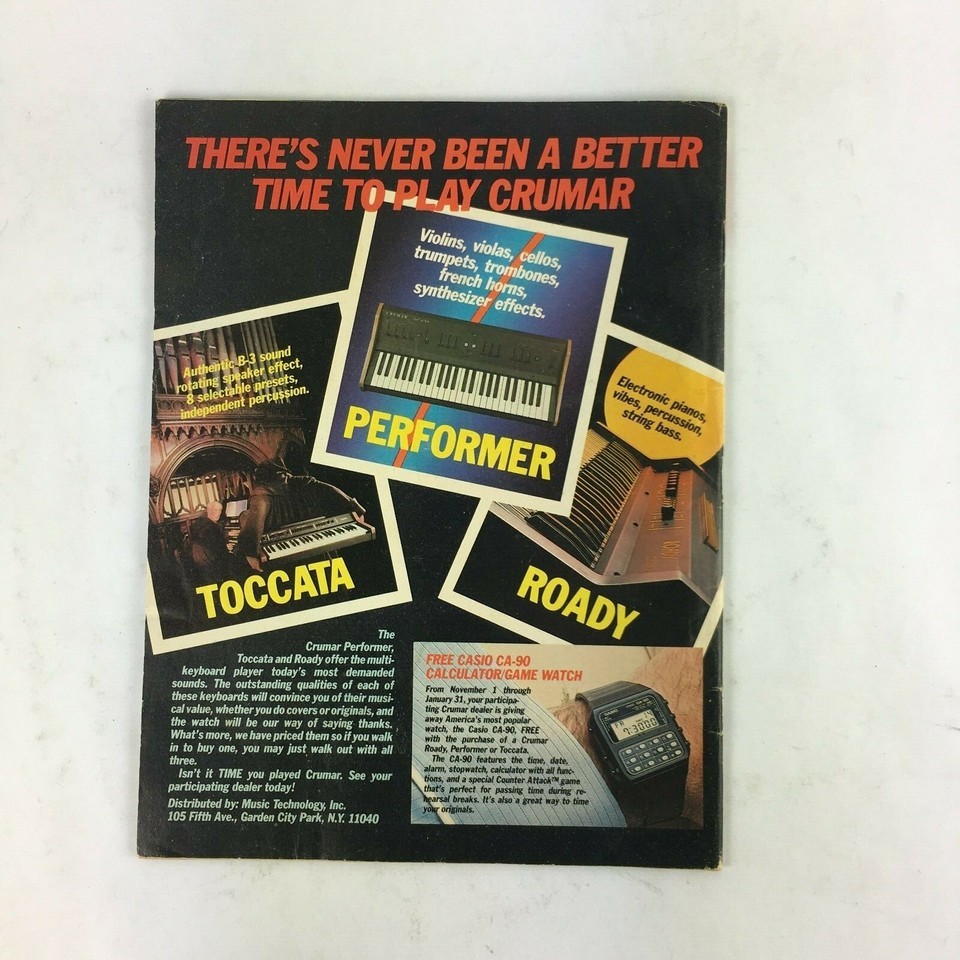 THERE'S NEVER BEEN A BETTER
TIME TO PLAY CRUMAR
Violins, violas, cellos,
trumpets, trombones,
french horns,
synthesizer effects.
PERFORMER
Authentic B-3 sound
rotating speaker effect,
8 selectable presets,
independent percussion.
TOCCATA
Electronic pianos,
vibes, percussion,
string bass.
ROADY
The
Crumar Performer,
Toccata and Roady offer the multi-
keyboard player today's most demanded
sounds. The outstanding qualities of each of
these keyboards will convince you of their musi-
cal value, whether you do covers or originals, and
the watch will be our way of saying thanks.
What's more, we have priced them so if you walk
in to buy one, you may just walk out with all
three.
Isn't it TIME you played Crumar. See your
participating dealer today!
Distributed by: Music Technology, Inc.
105 Fifth Ave., Garden City Park, N.Y. 11040
FREE CASIO CA-90
CALCULATOR/GAME WATCH
From November 1 through
January 31, your participa-
ting Crumar dealer is giving
away America's most popular
watch, the Casio CA-90, FREE
with the purchase of a Crumar
Roady, Performer or Toccata.
The CA-90 features the time, date,
alarm, stopwatch, calculator with all func-
tions, and a special Counter Attack™ game
that's perfect for passing time during re-
hearsal breaks. It's also a great way to time
your originals.
CASIO
FR
7:3000